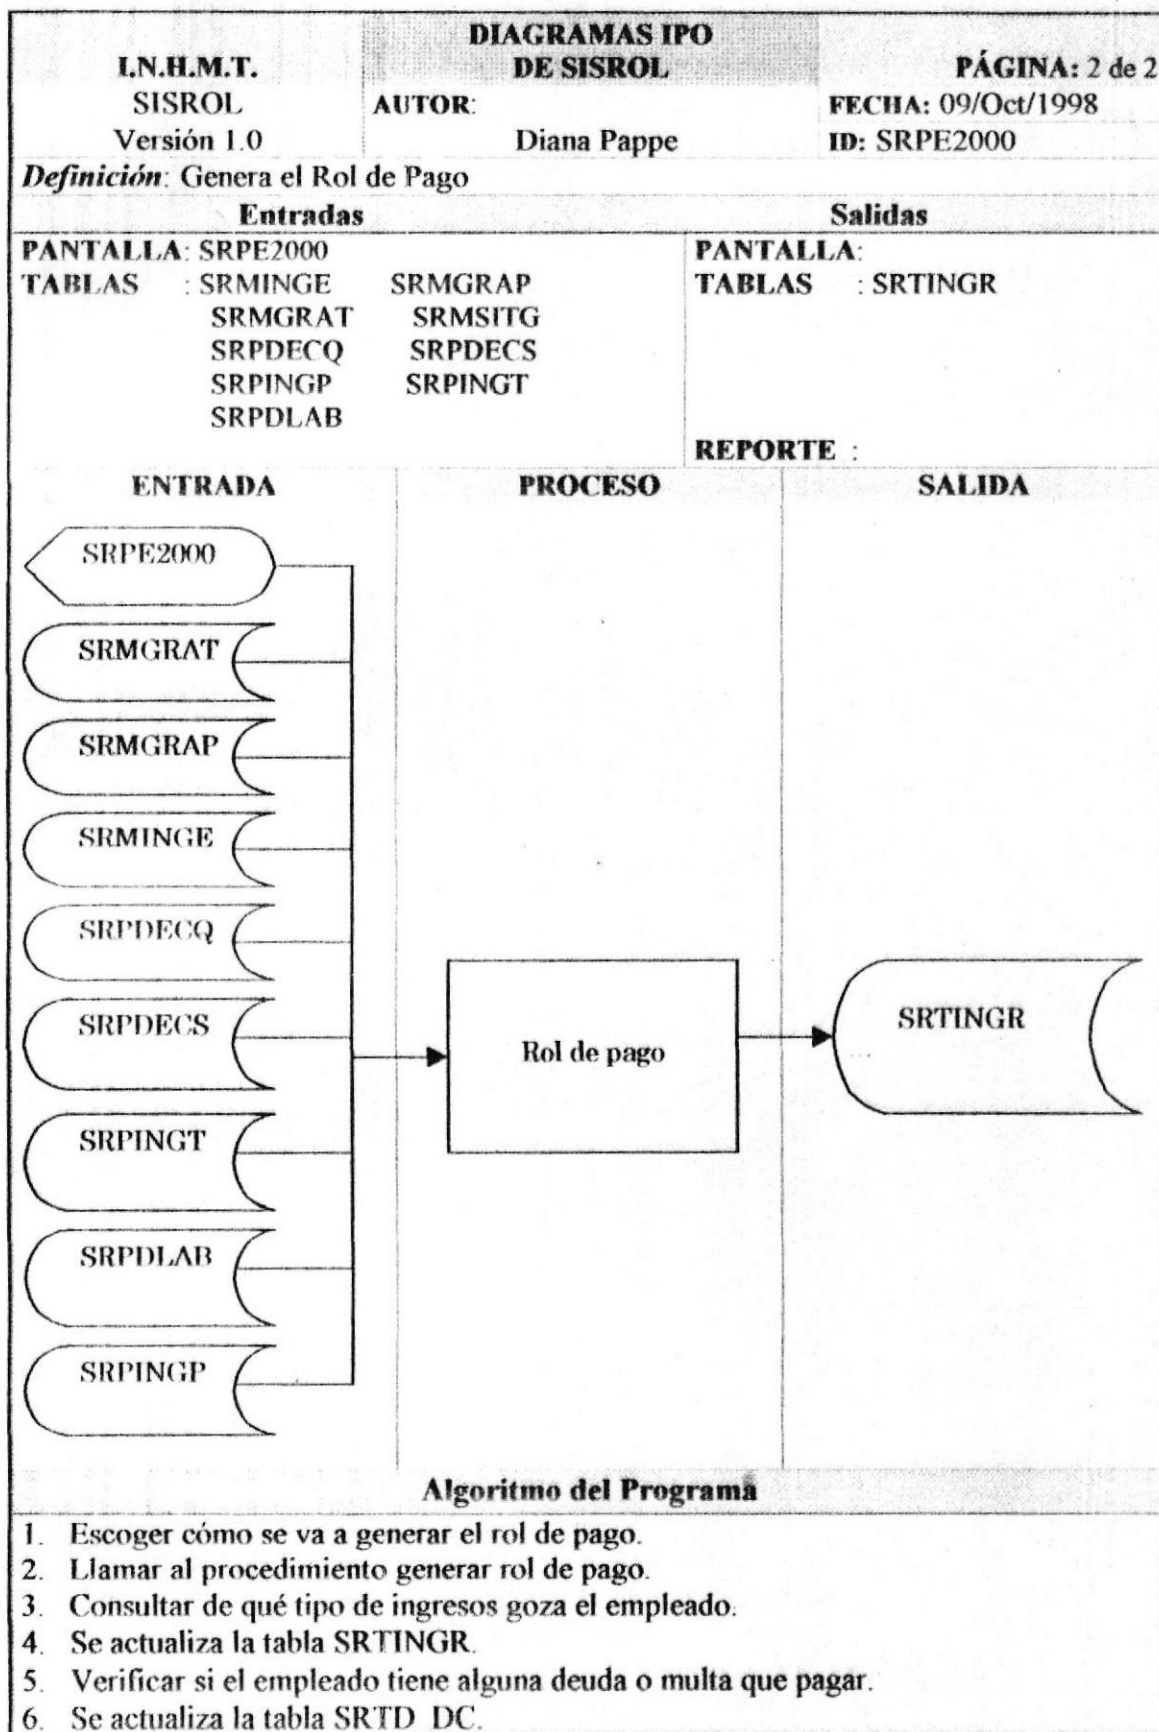 DIAGRAMAS IPO
I.N.H.M.T. DE SISROL PÁGINA: 2 de 2
SISROL AUTOR: FECHA: 09/Oct/1998
Versión 1.0 Diana Pappe ID: SRPE2000
Definición: Genera el Rol de Pago
Entradas Salidas
PANTALLA: SRPE2000 PANTALLA:
TABLAS : SRMINGE SRMGRAP TABLAS : SRTINGR
SRMGRAT SRMSITG
SRPDECQ SRPDECS
SRPINGP SRPINGT
SRPDLAB
REPORTE :
ENTRADA PROCESO SALIDA
SRPE2000
SRMGRAT
SRMGRAP
SRMINGE
SRPDECQ
SRPDECS
SRPINGT
SRPDLAB
SRPINGP
Rol de pago
SRTINGR
Algoritmo del Programa
1. Escoger cómo se va a generar el rol de pago.
2. Llamar al procedimiento generar rol de pago.
3. Consultar de qué tipo de ingresos goza el empleado.
4. Se actualiza la tabla SRTINGR.
5. Verificar si el empleado tiene alguna deuda o multa que pagar.
6. Se actualiza la tabla SRTD_DC.